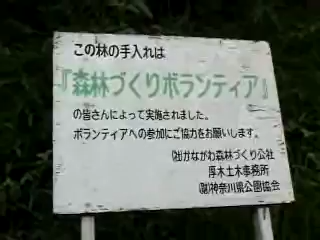 この林の手入れは
『森林づくりボランティア』
の皆さんによって実施されました。
ボランティアへの参加にご協力をお願いします。
㈳かながわ森林づくり公社
厚木土木事務所
㈶神奈川県公園協会